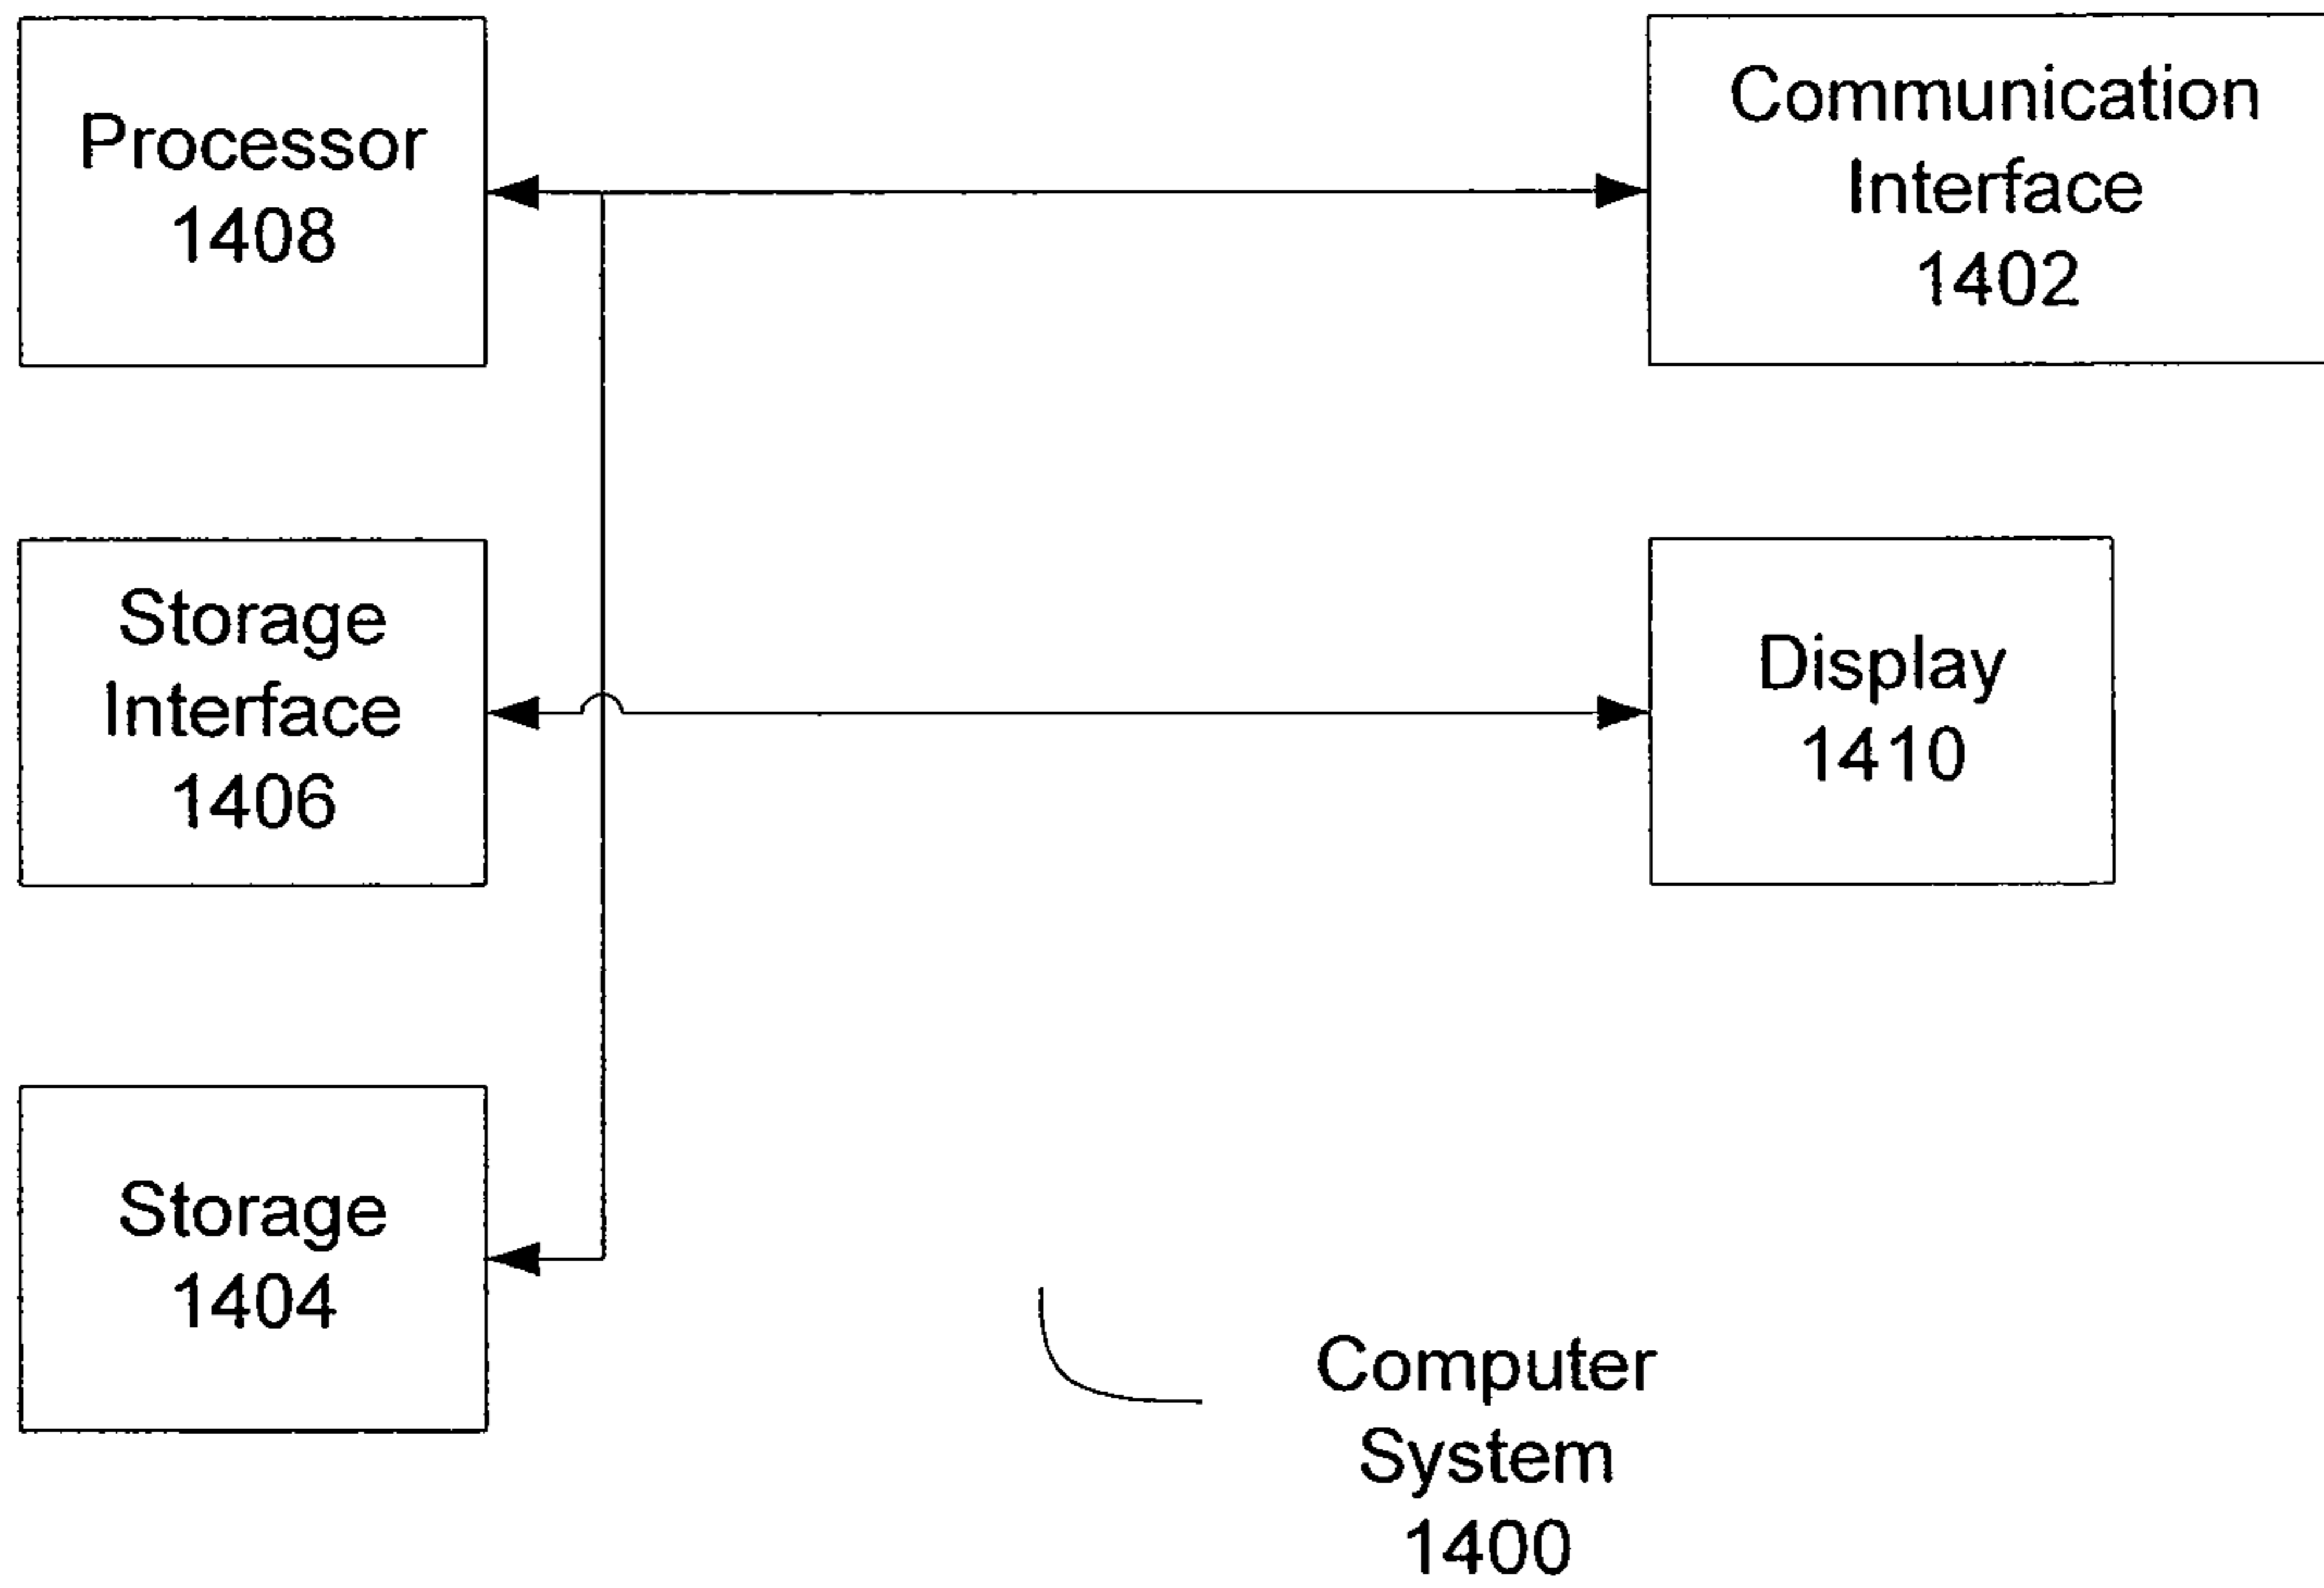 Processor
1408
Communication
Interface
1402
Storage
Interface
1406
Display
1410
Storage
1404
Computer
System
1400